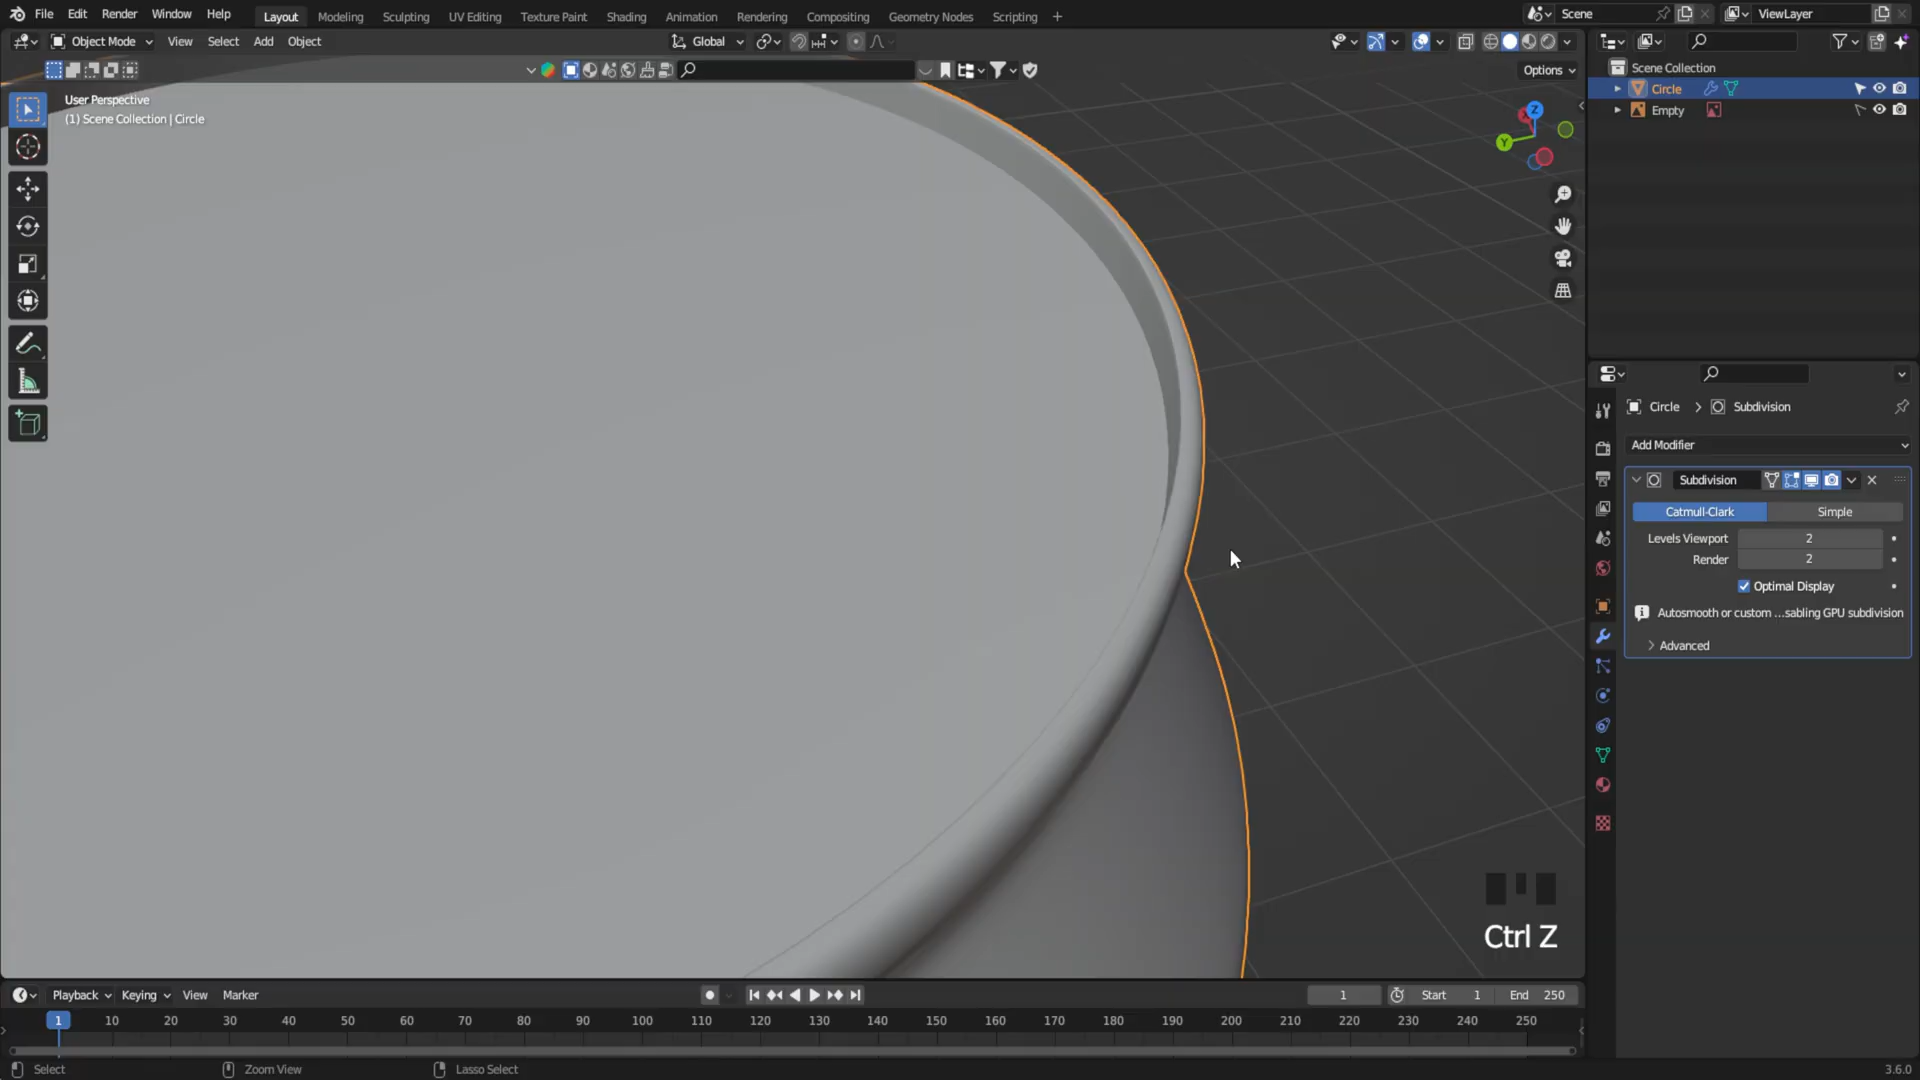 File Edit Render Window Help
Layout Modeling Sculpting UV Editing Texture Paint Shading Animation Rendering Compositing Geometry Nodes Scripting +
Scene
ViewLayer
Object Mode View Select Add Object
Global
Options
User Perspective
(1) Scene Collection | Circle
Z
X
Y
Scene Collection
Circle
Empty
Circle > Subdivision
Add Modifier
Subdivision
Catmull-Clark Simple
Levels Viewport 2
Render 2
Optimal Display
Autosmooth or custom ...sabling GPU subdivision
Advanced
Ctrl Z
Playback Keying View Marker
1 Start 1 End 250
1 10 20 30 40 50 60 70 80 90 100 110 120 130 140 150 160 170 180 190 200 210 220 230 240 250
Select Zoom View Lasso Select 3.6.0